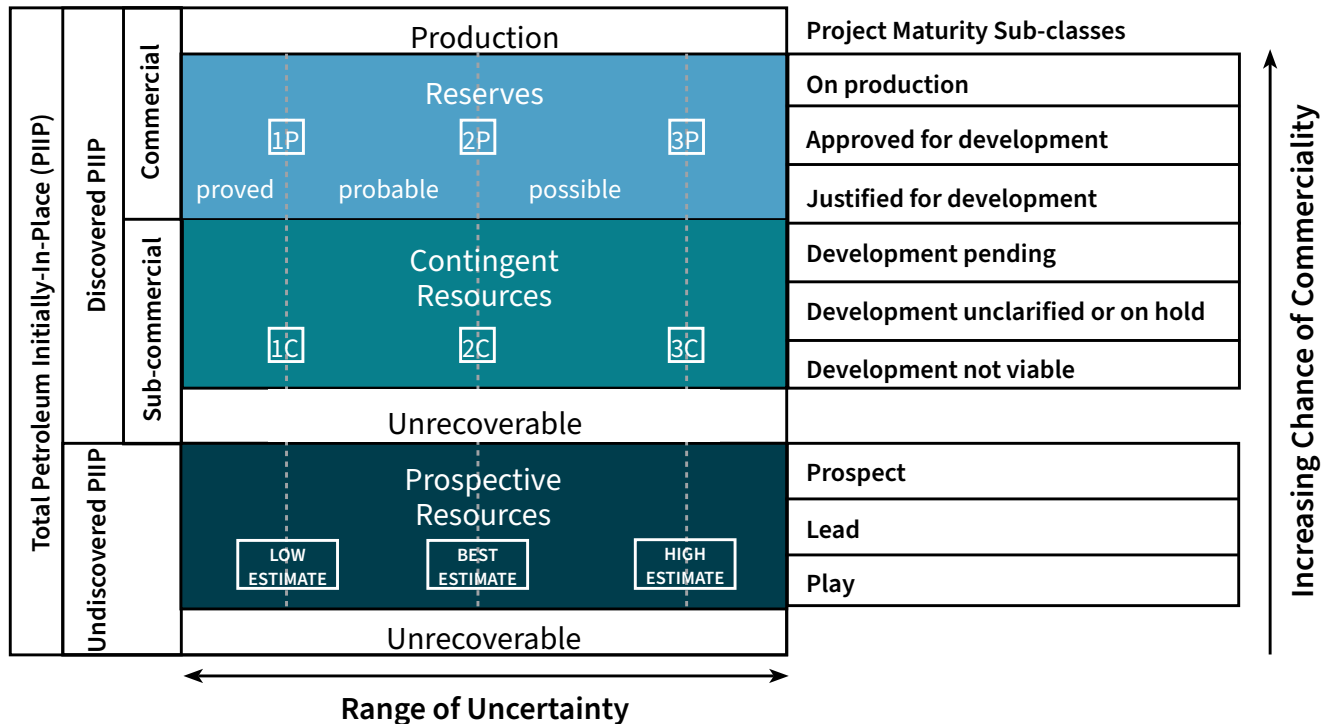 Total Petroleum Initially-In-Place (PIIP)
Discovered PIIP
Undiscovered PIIP
Commercial
Sub-commercial
Production
Reserves
1P 2P 3P
proved probable possible
Contingent
Resources
1C 2C 3C
Unrecoverable
Prospective
Resources
LOW BEST HIGH
ESTIMATE ESTIMATE ESTIMATE
Unrecoverable
Range of Uncertainty
Project Maturity Sub-classes
On production
Approved for development
Justified for development
Development pending
Development unclarified or on hold
Development not viable
Prospect
Lead
Play
Increasing Chance of Commerciality